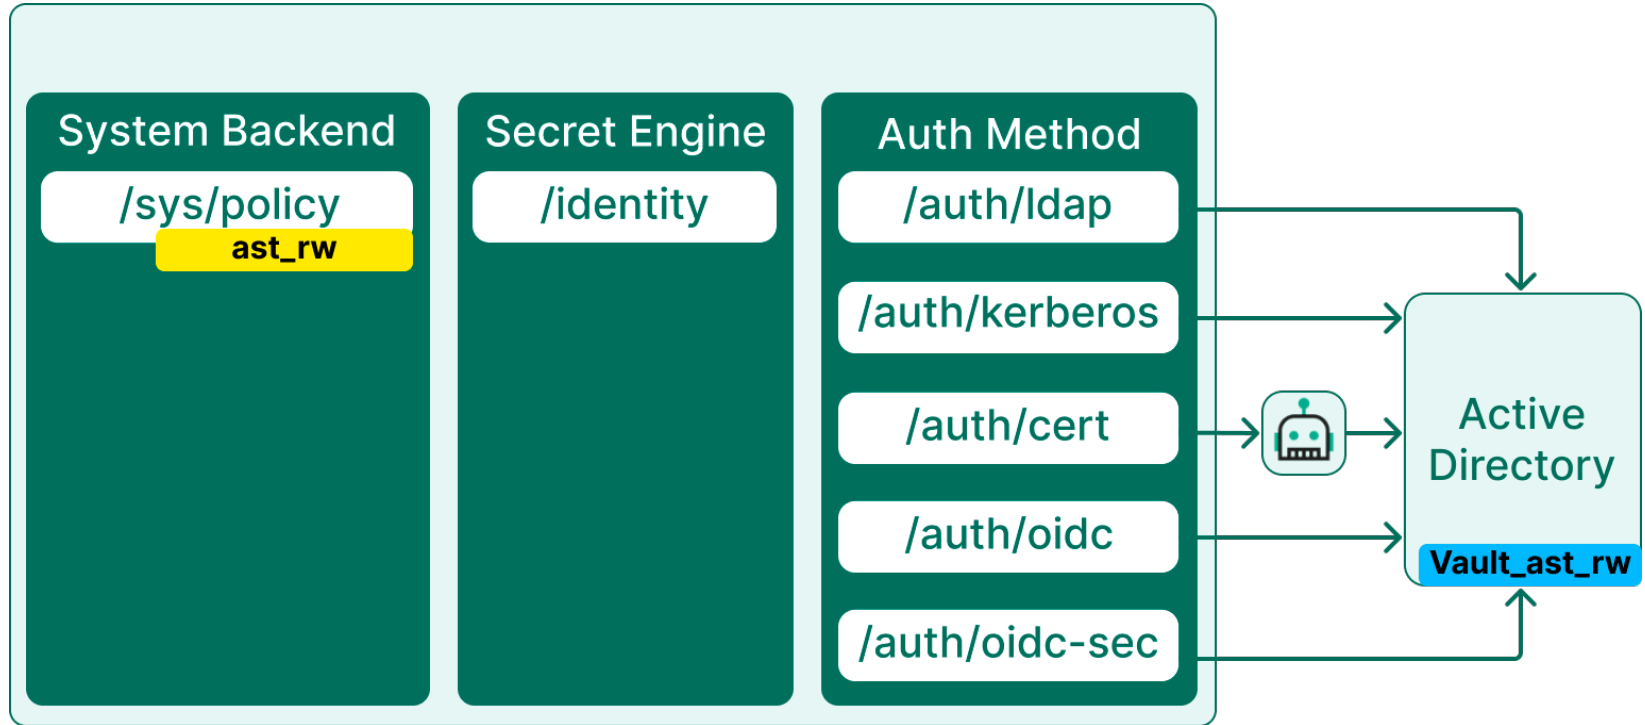 System Backend
/sys/policy
ast_rw
Secret Engine
/identity
Auth Method
/auth/ldap
/auth/kerberos
/auth/cert
/auth/oidc
/auth/oidc-sec
Active
Directory
Vault_ast_rw